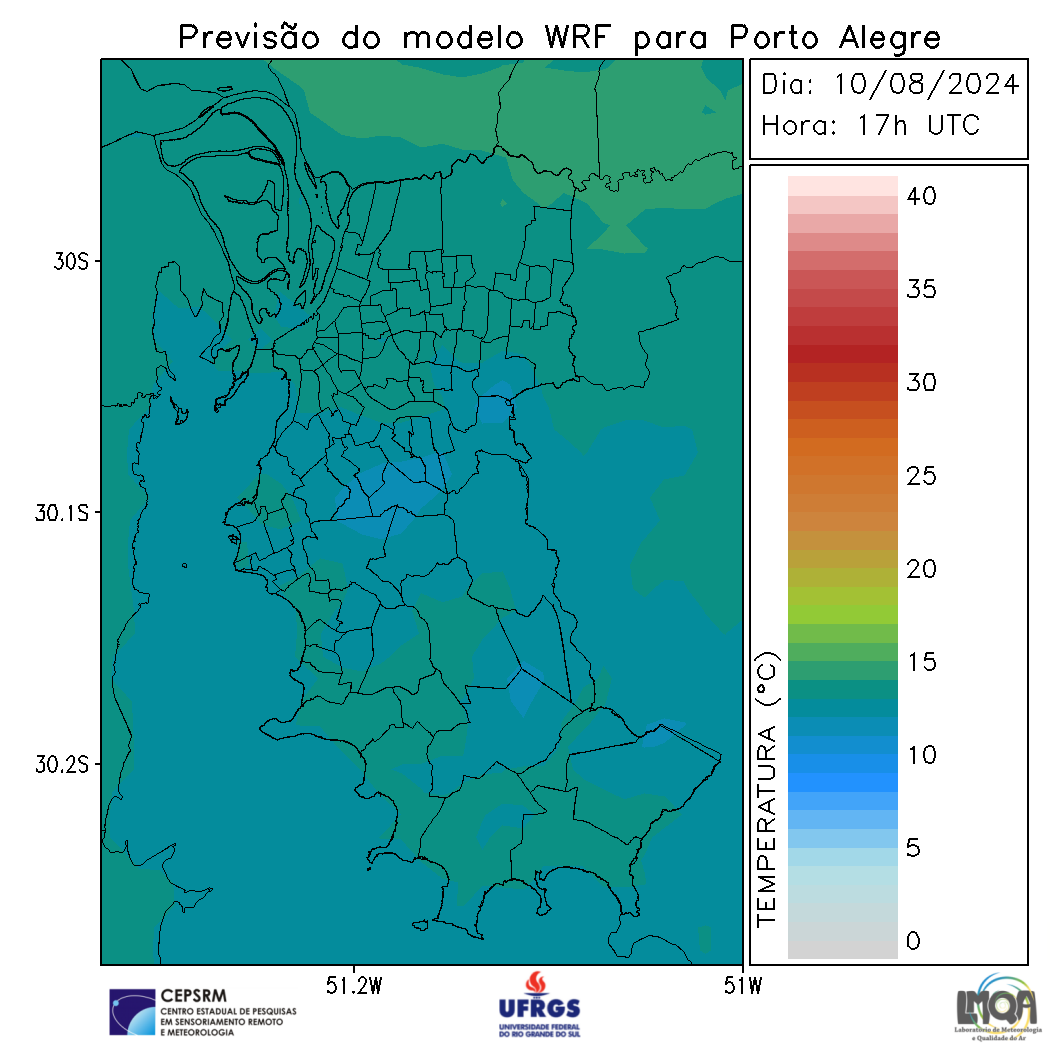 Previsão do modelo WRF para Porto Alegre
Dia: 10/08/2024
Hora: 17h UTC
40
35
30
25
20
15
10
5
0
TEMPERATURA (°C)
30S
30.1S
30.2S
51.2W
51W
CEPSRM
CENTRO ESTADUAL DE PESQUISAS
EM SENSORIAMENTO REMOTO
E METEOROLOGIA
UFRGS
UNIVERSIDADE FEDERAL
DO RIO GRANDE DO SUL
LMQA
Laboratório de Meteorologia
e Qualidade do Ar